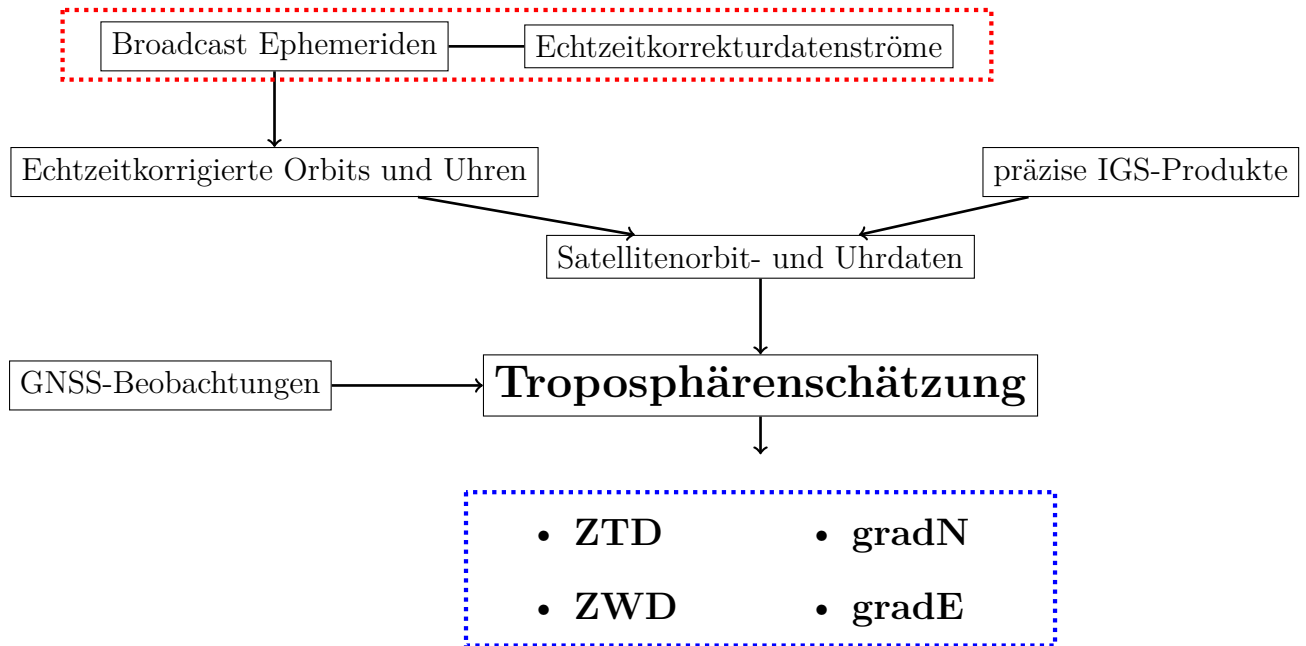 Broadcast Ephemeriden
Echtzeitkorrekturdatenströme
Echtzeitkorrigierte Orbits und Uhren
präzise IGS-Produkte
Satellitenorbit- und Uhrdaten
GNSS-Beobachtungen
Troposphärenschätzung
• ZTD
• gradN
• ZWD
• gradE